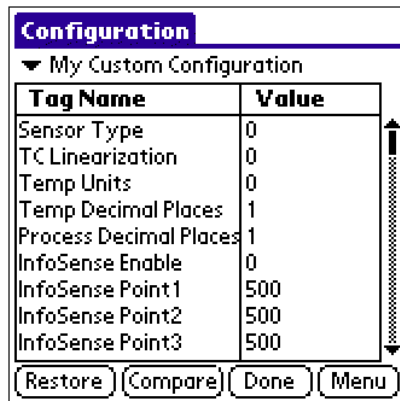 Configuration
My Custom Configuration
Tag Name Value
Sensor Type 0
TC Linearization 0
Temp Units 0
Temp Decimal Places 1
Process Decimal Places 1
InfoSense Enable 0
InfoSense Point1 500
InfoSense Point2 500
InfoSense Point3 500
Restore Compare Done Menu